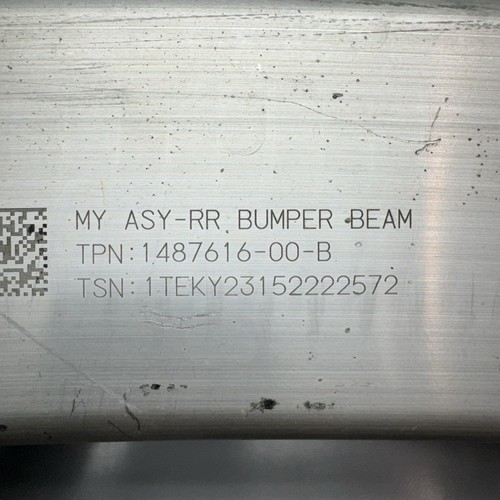 MY ASY-RR BUMPER BEAM
TPN:1487616-00-B
TSN:1TEKY23152222572